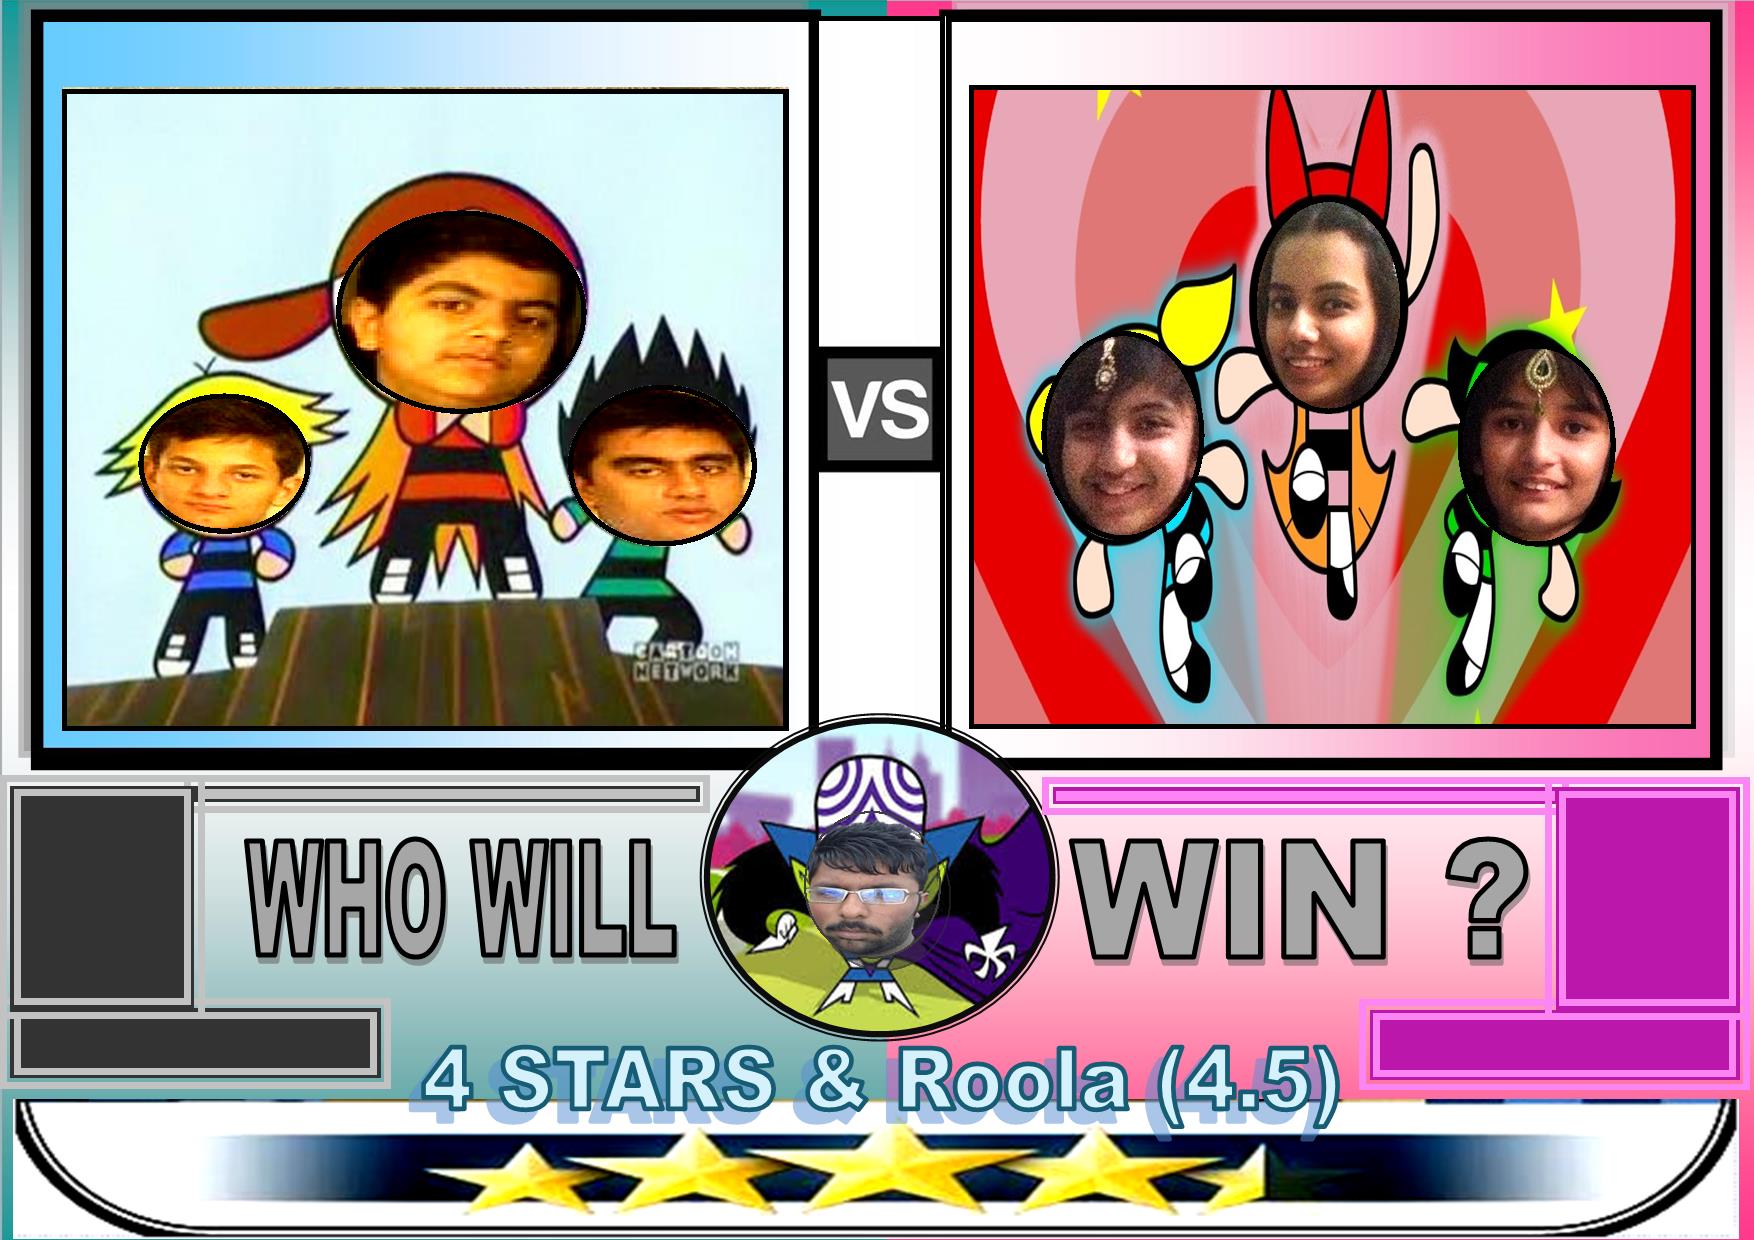 CARTOON
NETWORK
VS
WHO WILL WIN ?
4 STARS & Roola (4.5)